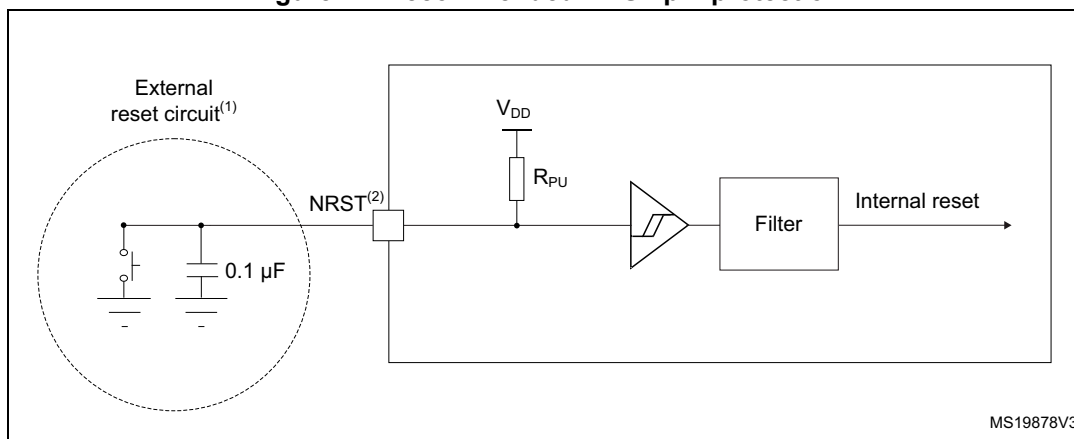 External
reset circuit(1)
VDD
RPU
NRST(2)
Filter
Internal reset
0.1 µF
MS19878V3